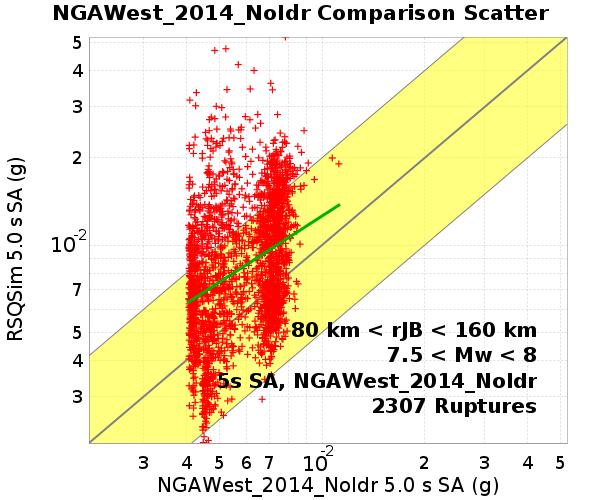 NGAWest_2014_NoIdr Comparison Scatter
RSQSim 5.0 s SA (g)
5
4
3
2
10-2
7
5
4
3
80 km < rJB < 160 km
7.5 < Mw < 8
5s SA, NGAWest_2014_NoIdr
2307 Ruptures
3 4 5 6 7 10-2 2 3 4 5
NGAWest_2014_NoIdr 5.0 s SA (g)